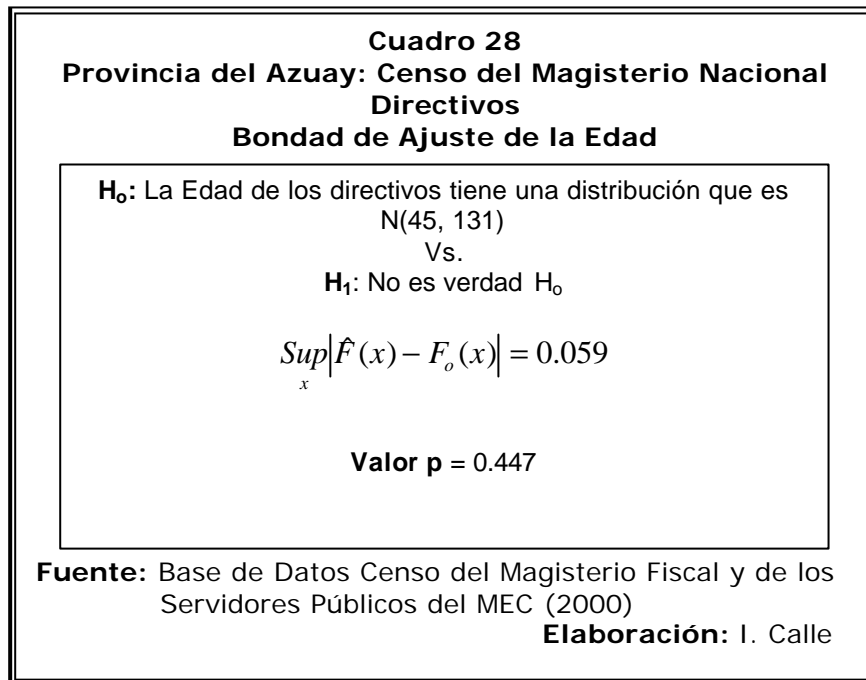 Cuadro 28
Provincia del Azuay: Censo del Magisterio Nacional
Directivos
Bondad de Ajuste de la Edad
Hₒ: La Edad de los directivos tiene una distribución que es
N(45, 131)
Vs.
H₁: No es verdad Hₒ
Sup|F̂(x) − Fₒ(x)| = 0.059
x
Valor p = 0.447
Fuente: Base de Datos Censo del Magisterio Fiscal y de los
Servidores Públicos del MEC (2000)
Elaboración: I. Calle